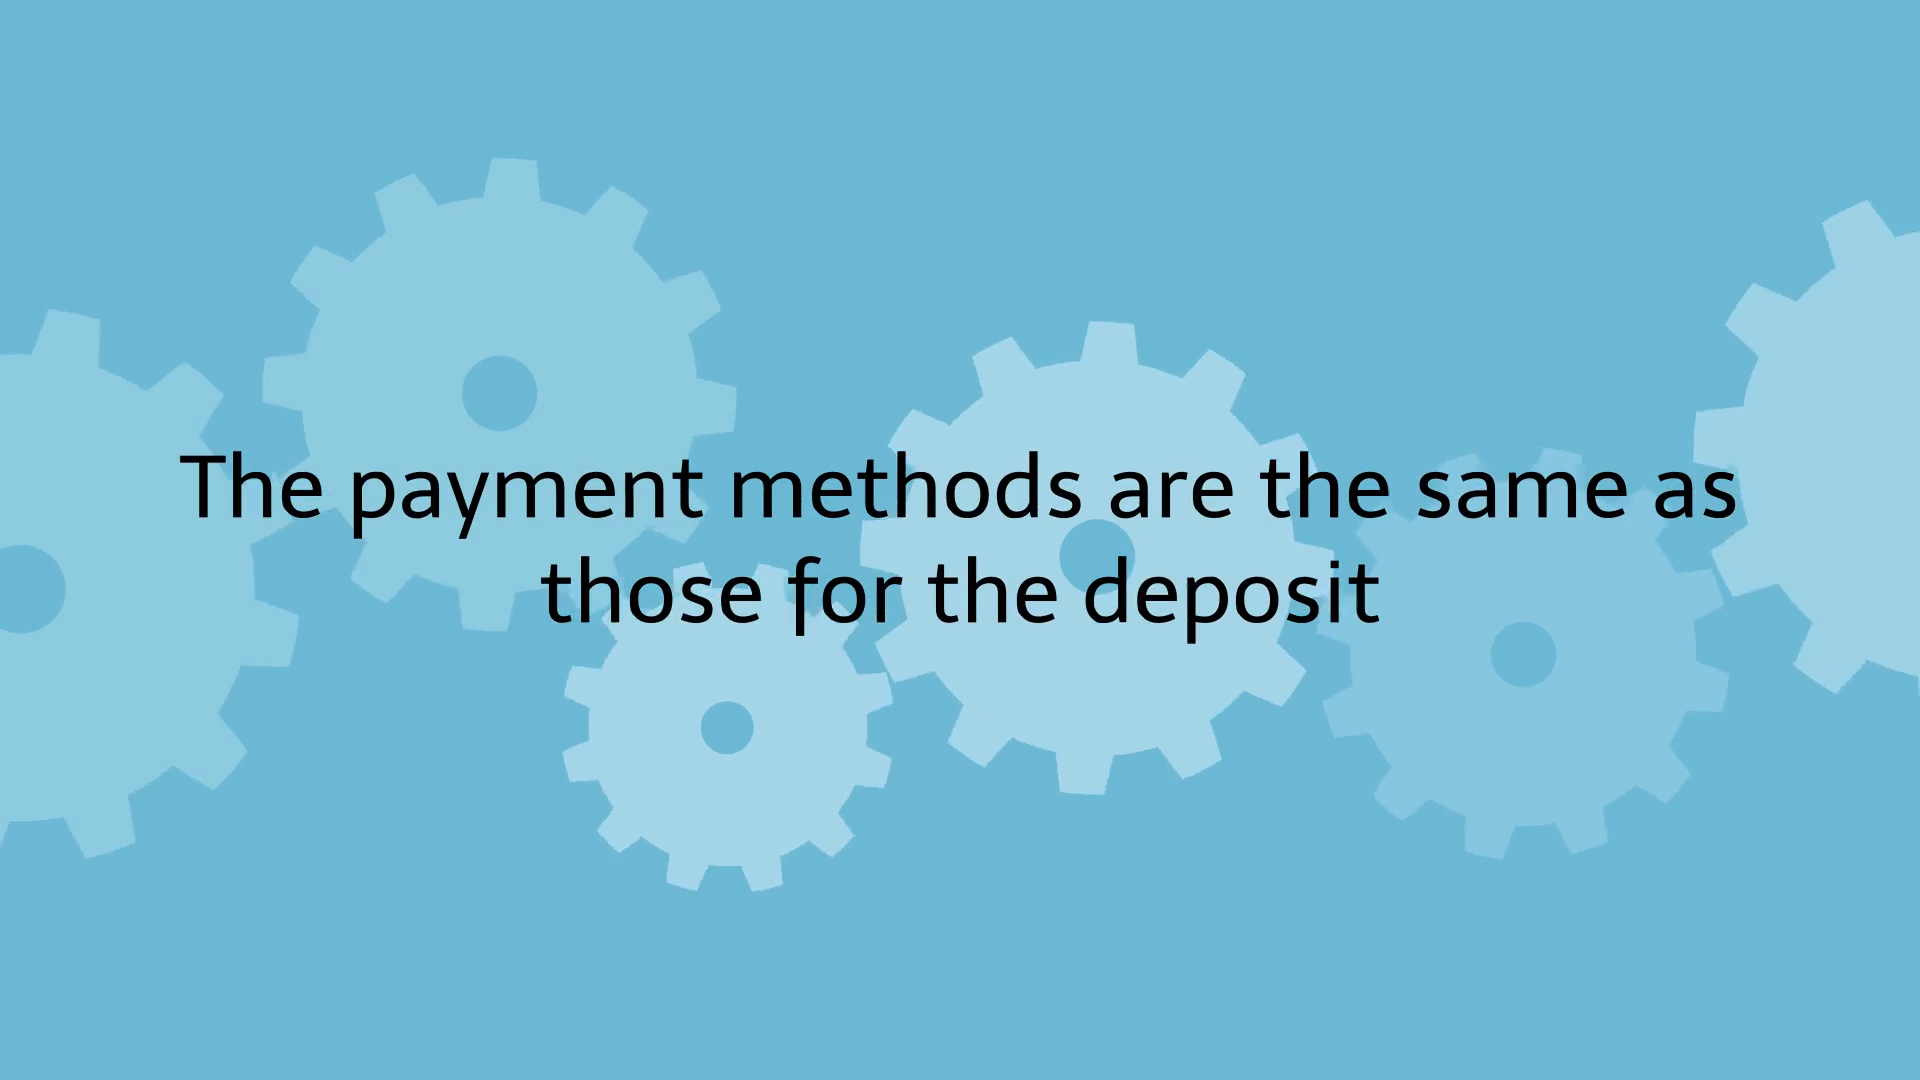 The payment methods are the same as
those for the deposit